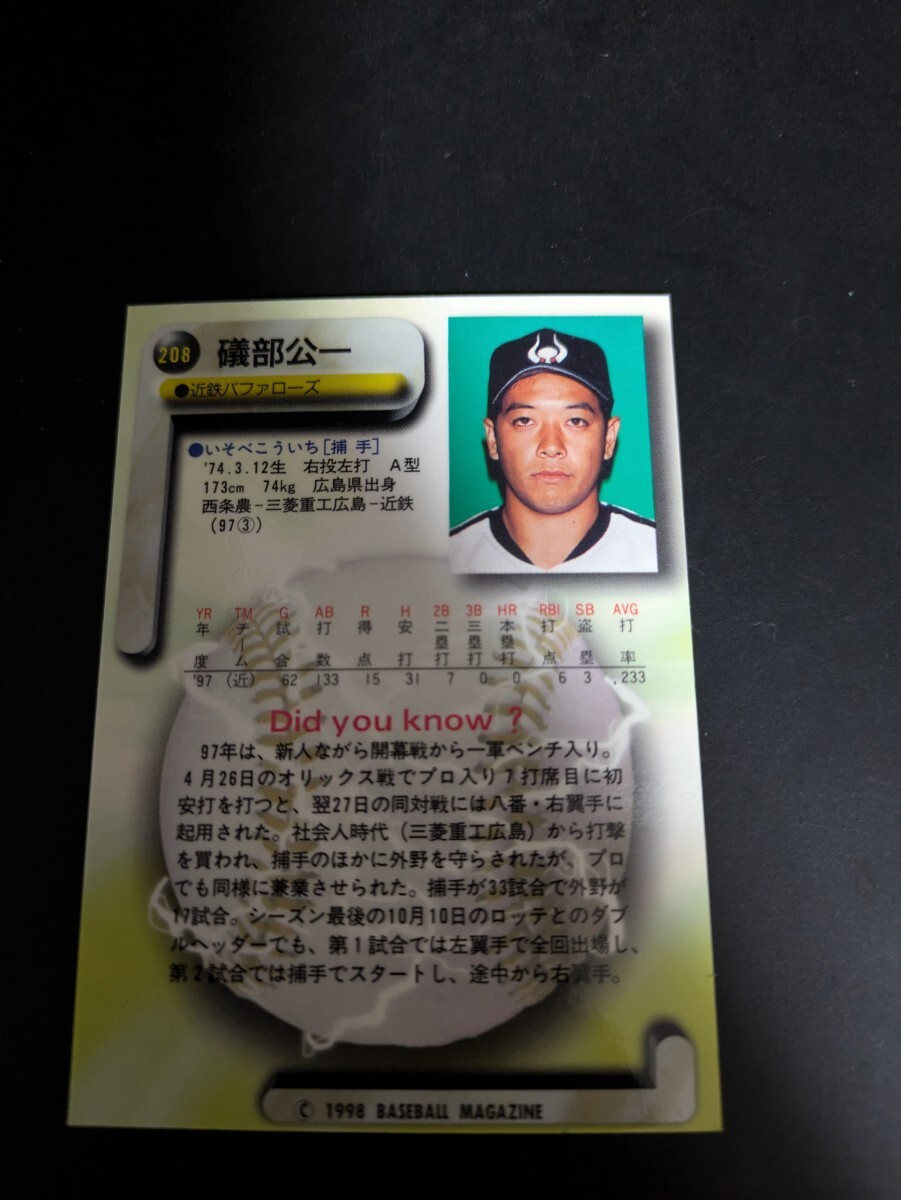 208 礒部公一
●近鉄バファローズ
●いそべこういち[捕 手]
'74.3.12生 右投左打 A型
173cm 74kg 広島県出身
西条農－三菱重工広島－近鉄
(97③)
YR TM G AB R H 2B 3B HR RBI SB AVG
年度 チーム 試合 打数 得点 安打 二塁打 三塁打 本塁打 打点 盗塁 打率
'97 (近) 62 133 15 31 7 0 0 6 3 .233
Did you know ?
97年は、新人ながら開幕戦から一軍ベンチ入り。
4月26日のオリックス戦でプロ入り7打席目に初
安打を打つと、翌27日の同対戦には八番・右翼手に
起用された。社会人時代（三菱重工広島）から打撃
を買われ、捕手のほかに外野を守らされたが、プロ
でも同様に兼業させられた。捕手が33試合で外野が
17試合。シーズン最後の10月10日のロッテとのダブ
ルヘッダーでも、第1試合では左翼手で全回出場し、
第2試合では捕手でスタートし、途中から右翼手。
© 1998 BASEBALL MAGAZINE